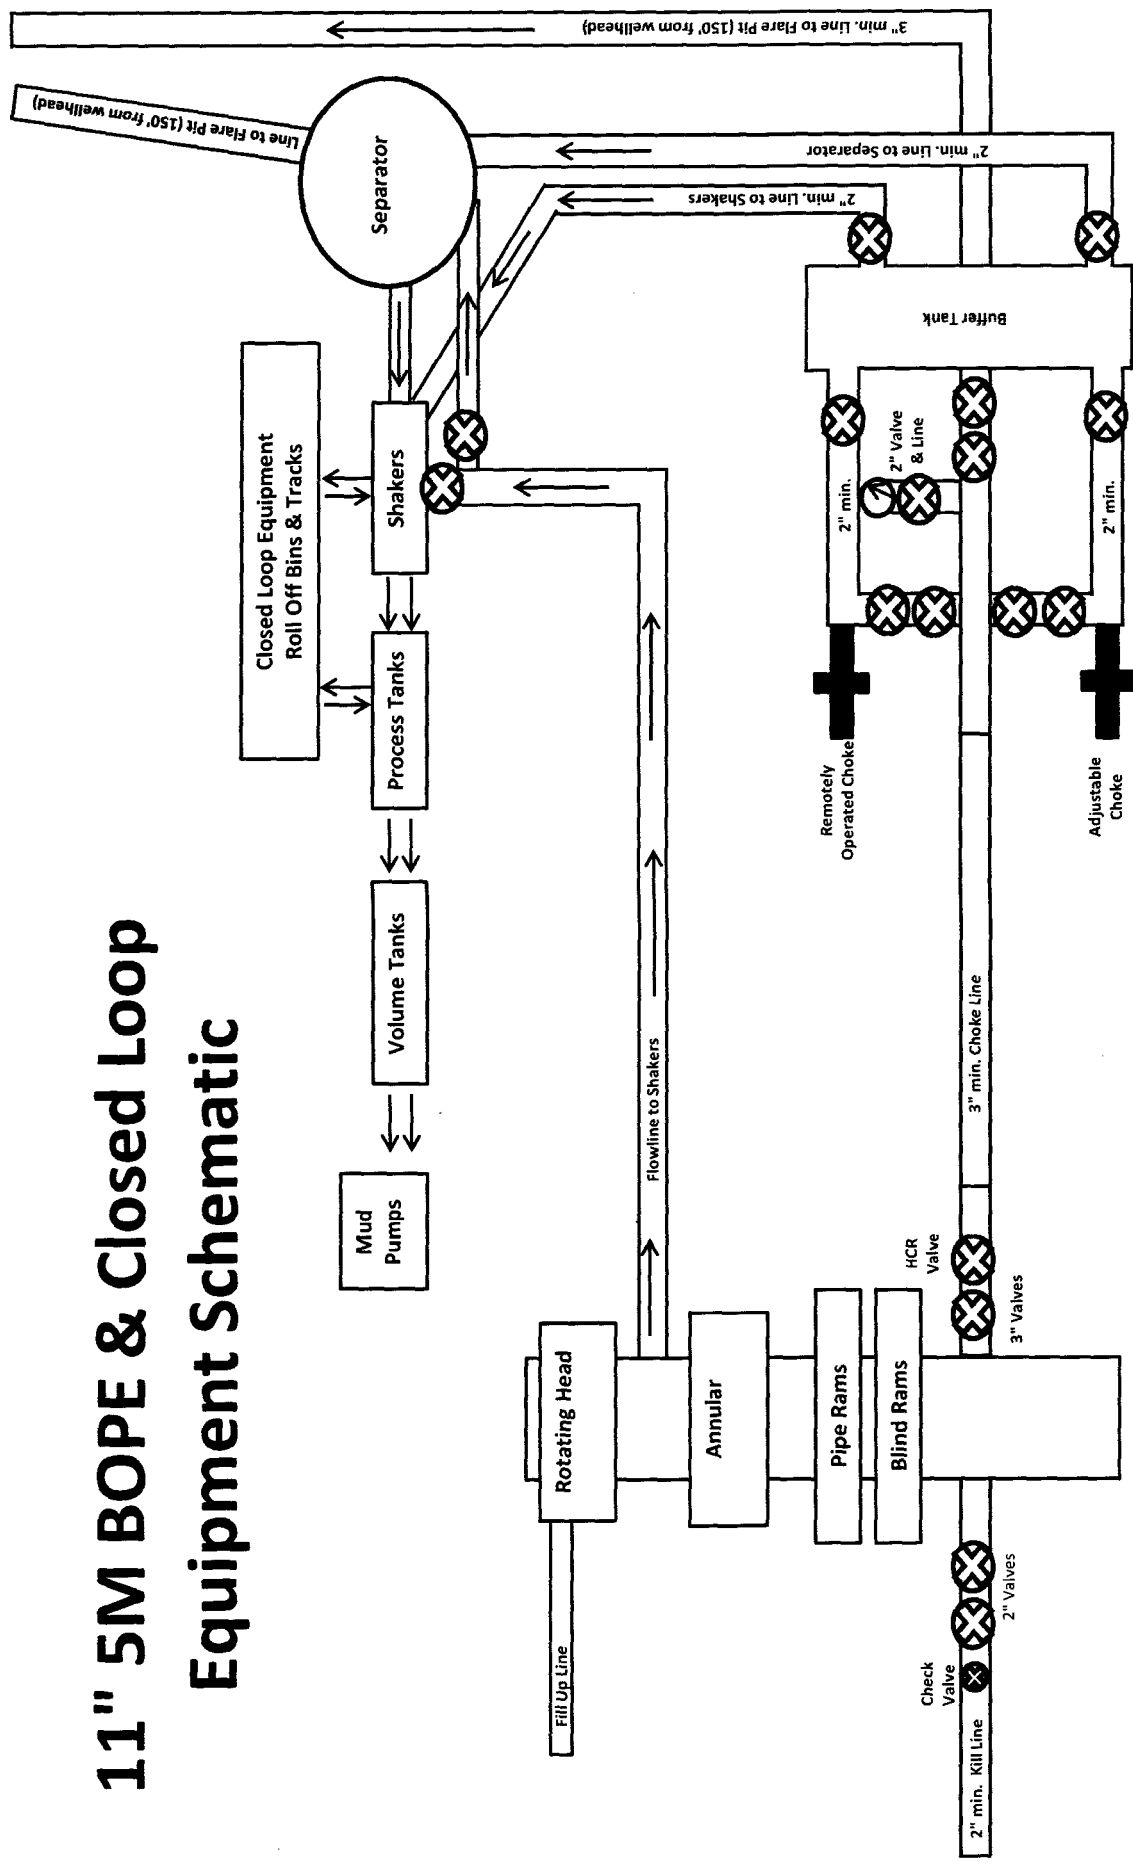 11" 5M BOPE & Closed Loop
Equipment Schematic
Mud
Pumps
Volume Tanks
Process Tanks
Shakers
Closed Loop Equipment
Roll Off Bins & Tracks
Separator
Line to Flare Pit (150' from wellhead)
3" min. Line to Flare Pit (150' from wellhead)
2" min. Line to Separator
2" min. Line to Shakers
Fill Up Line
Rotating Head
Flowline to Shakers
Annular
Pipe Rams
Blind Rams
2" min. Kill Line
Check
Valve
2" Valves
3" Valves
HCR
Valve
3" min. Choke Line
Remotely
Operated Choke
Adjustable
Choke
2" min.
2" Valve
& Line
2" min.
Buffer Tank